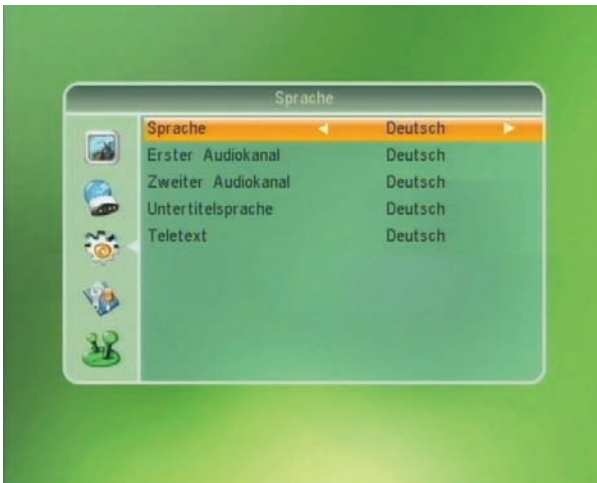 Sprache
Sprache Deutsch
Erster Audiokanal Deutsch
Zweiter Audiokanal Deutsch
Untertitelsprache Deutsch
Teletext Deutsch